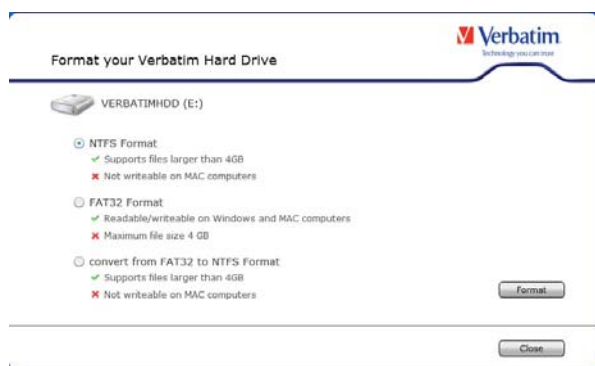 Verbatim.
Technology you can trust
Format your Verbatim Hard Drive
VERBATIMHDD (E:)
NTFS Format
Supports files larger than 4GB
Not writeable on MAC computers
FAT32 Format
Readable/writeable on Windows and MAC computers
Maximum file size 4 GB
convert from FAT32 to NTFS Format
Supports files larger than 4GB
Not writeable on MAC computers
Format
Close